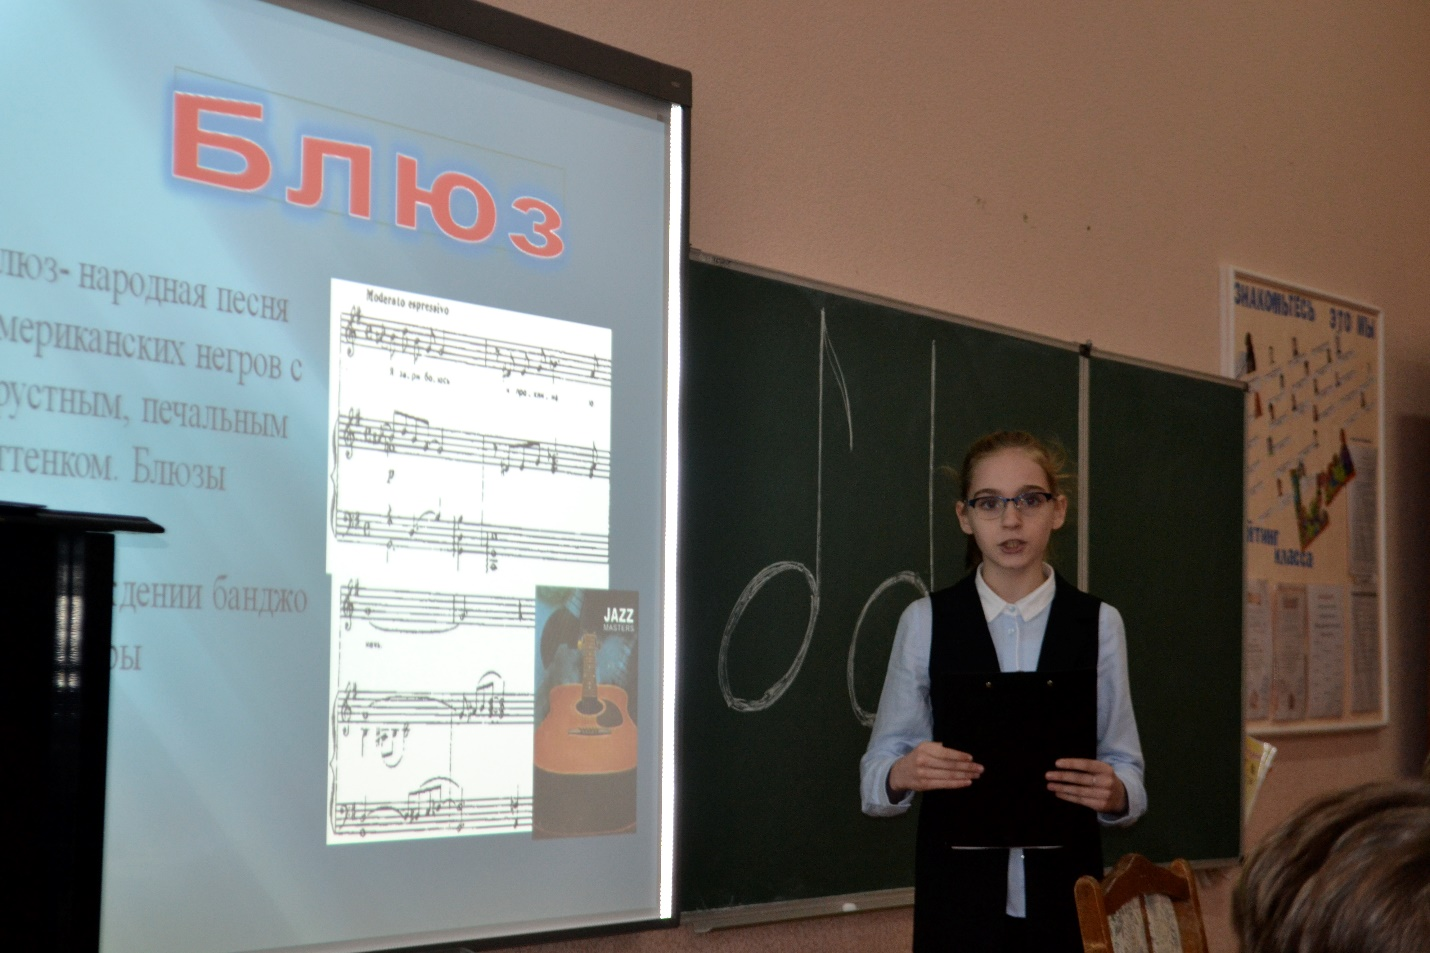 Блюз
люз- народная песня
мериканских негров с
рустным, печальным
ттенком. Блюзы
дении банджо
ры
Moderato espressivo
p
JAZZ
MASTERS
ЗНАКОМЬТЕСЬ ЭТО МЫ
ЙТИНГ
КЛАССА